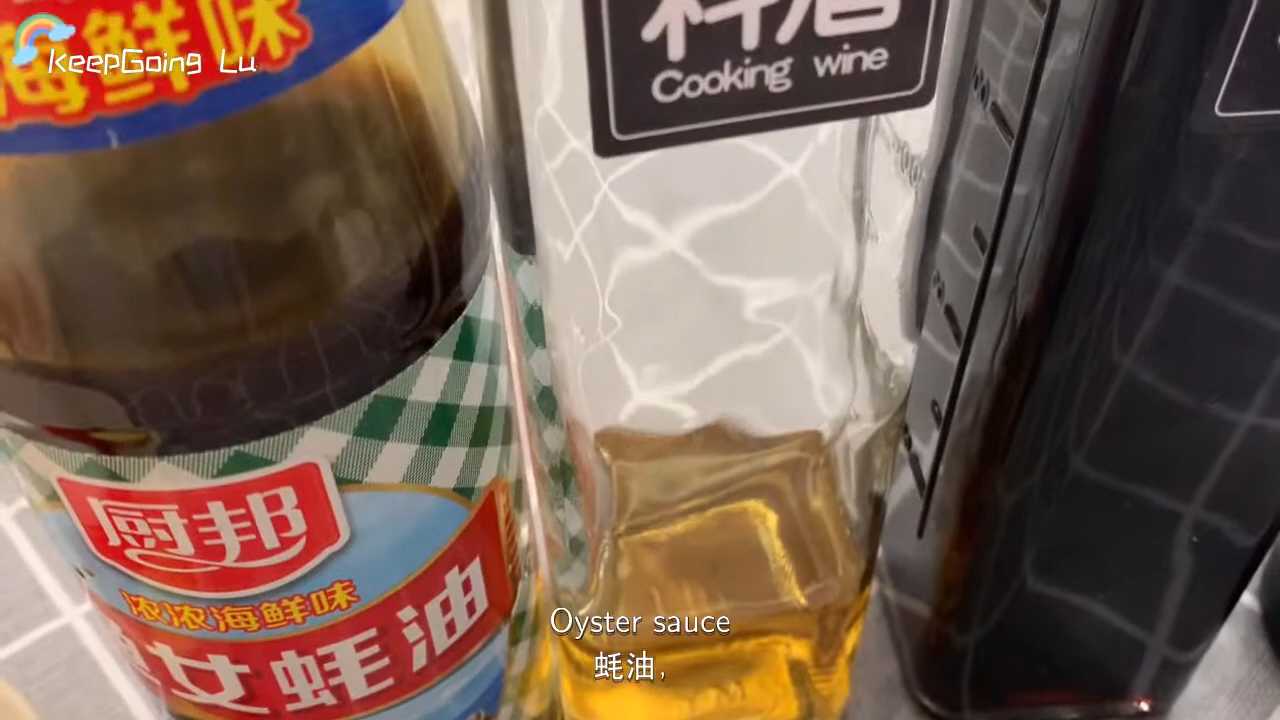 海鲜味
KeepGoing Lu
料酒
Cooking wine
厨邦
浓浓海鲜味
女蚝油
Oyster sauce
蚝油,